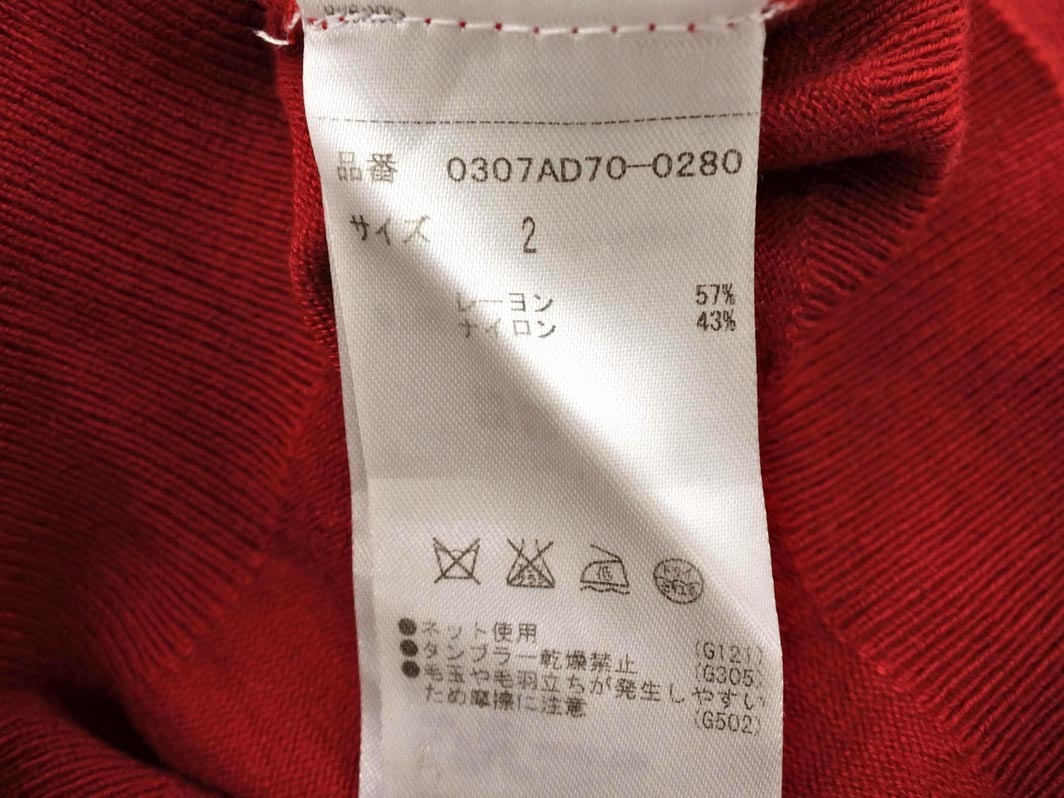 品番 0307AD70-0280
サイズ 2
レーヨン 57%
ナイロン 43%
低
●ネット使用 (G121)
●タンブラー乾燥禁止 (G305)
●毛玉や毛羽立ちが発生しやすい
ため摩擦に注意 (G502)